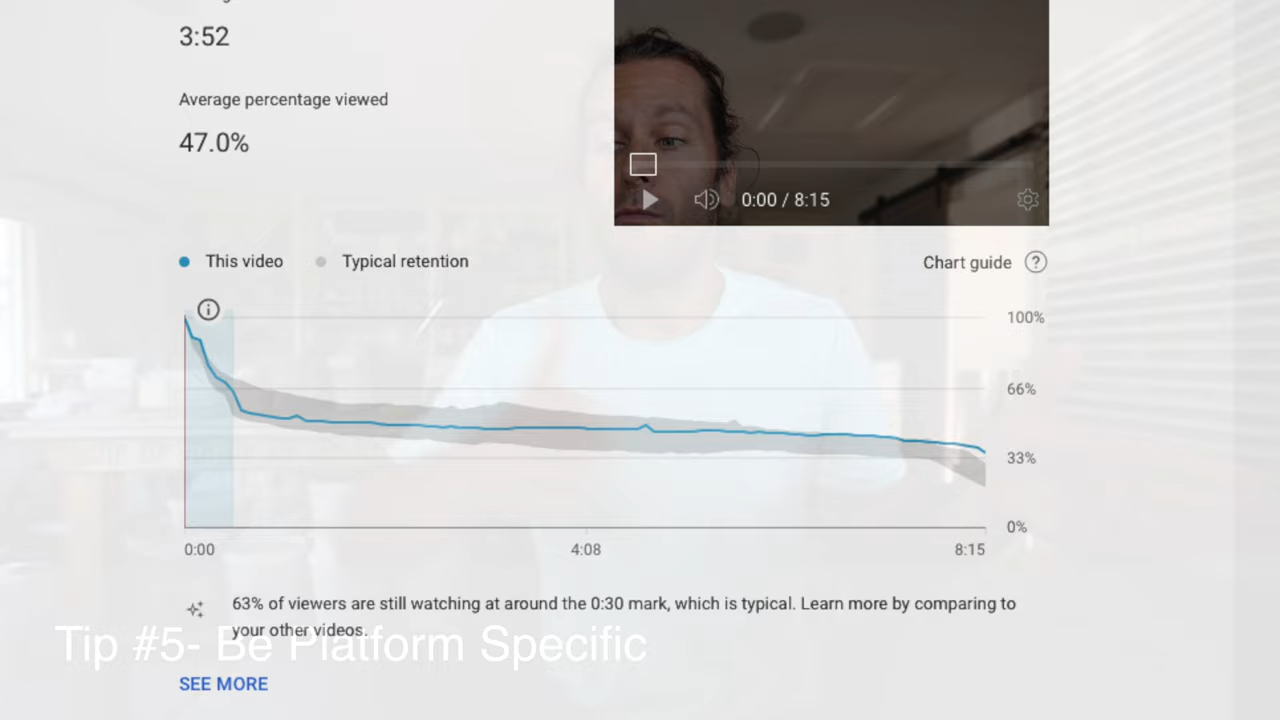 3:52
Average percentage viewed
47.0%
0:00 / 8:15
This video
Typical retention
Chart guide ?
100%
66%
33%
0%
0:00
4:08
8:15
63% of viewers are still watching at around the 0:30 mark, which is typical. Learn more by comparing to
your other videos.
Tip #5- Be Platform Specific
SEE MORE